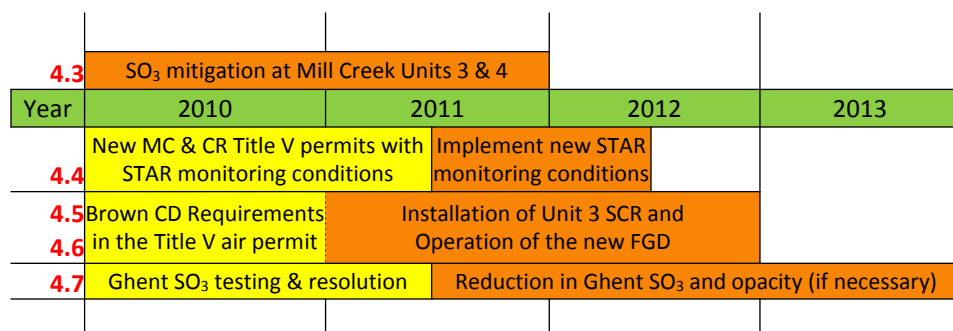 4.3 SO₃ mitigation at Mill Creek Units 3 & 4
Year 2010 2011 2012 2013
4.4 New MC & CR Title V permits with
STAR monitoring conditions
Implement new STAR
monitoring conditions
4.5 Brown CD Requirements
4.6 in the Title V air permit
Installation of Unit 3 SCR and
Operation of the new FGD
4.7 Ghent SO₃ testing & resolution
Reduction in Ghent SO₃ and opacity (if necessary)